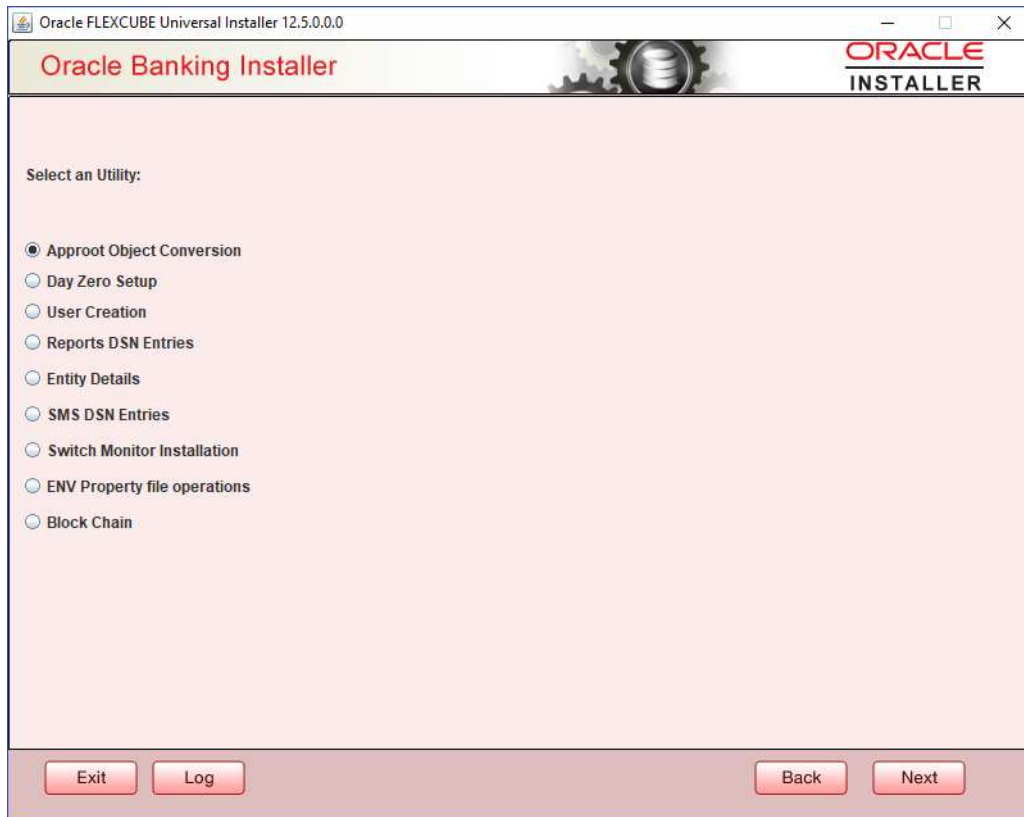 Oracle FLEXCUBE Universal Installer 12.5.0.0.0
Oracle Banking Installer
ORACLE
INSTALLER
Select an Utility:
Approot Object Conversion
Day Zero Setup
User Creation
Reports DSN Entries
Entity Details
SMS DSN Entries
Switch Monitor Installation
ENV Property file operations
Block Chain
Exit Log Back Next